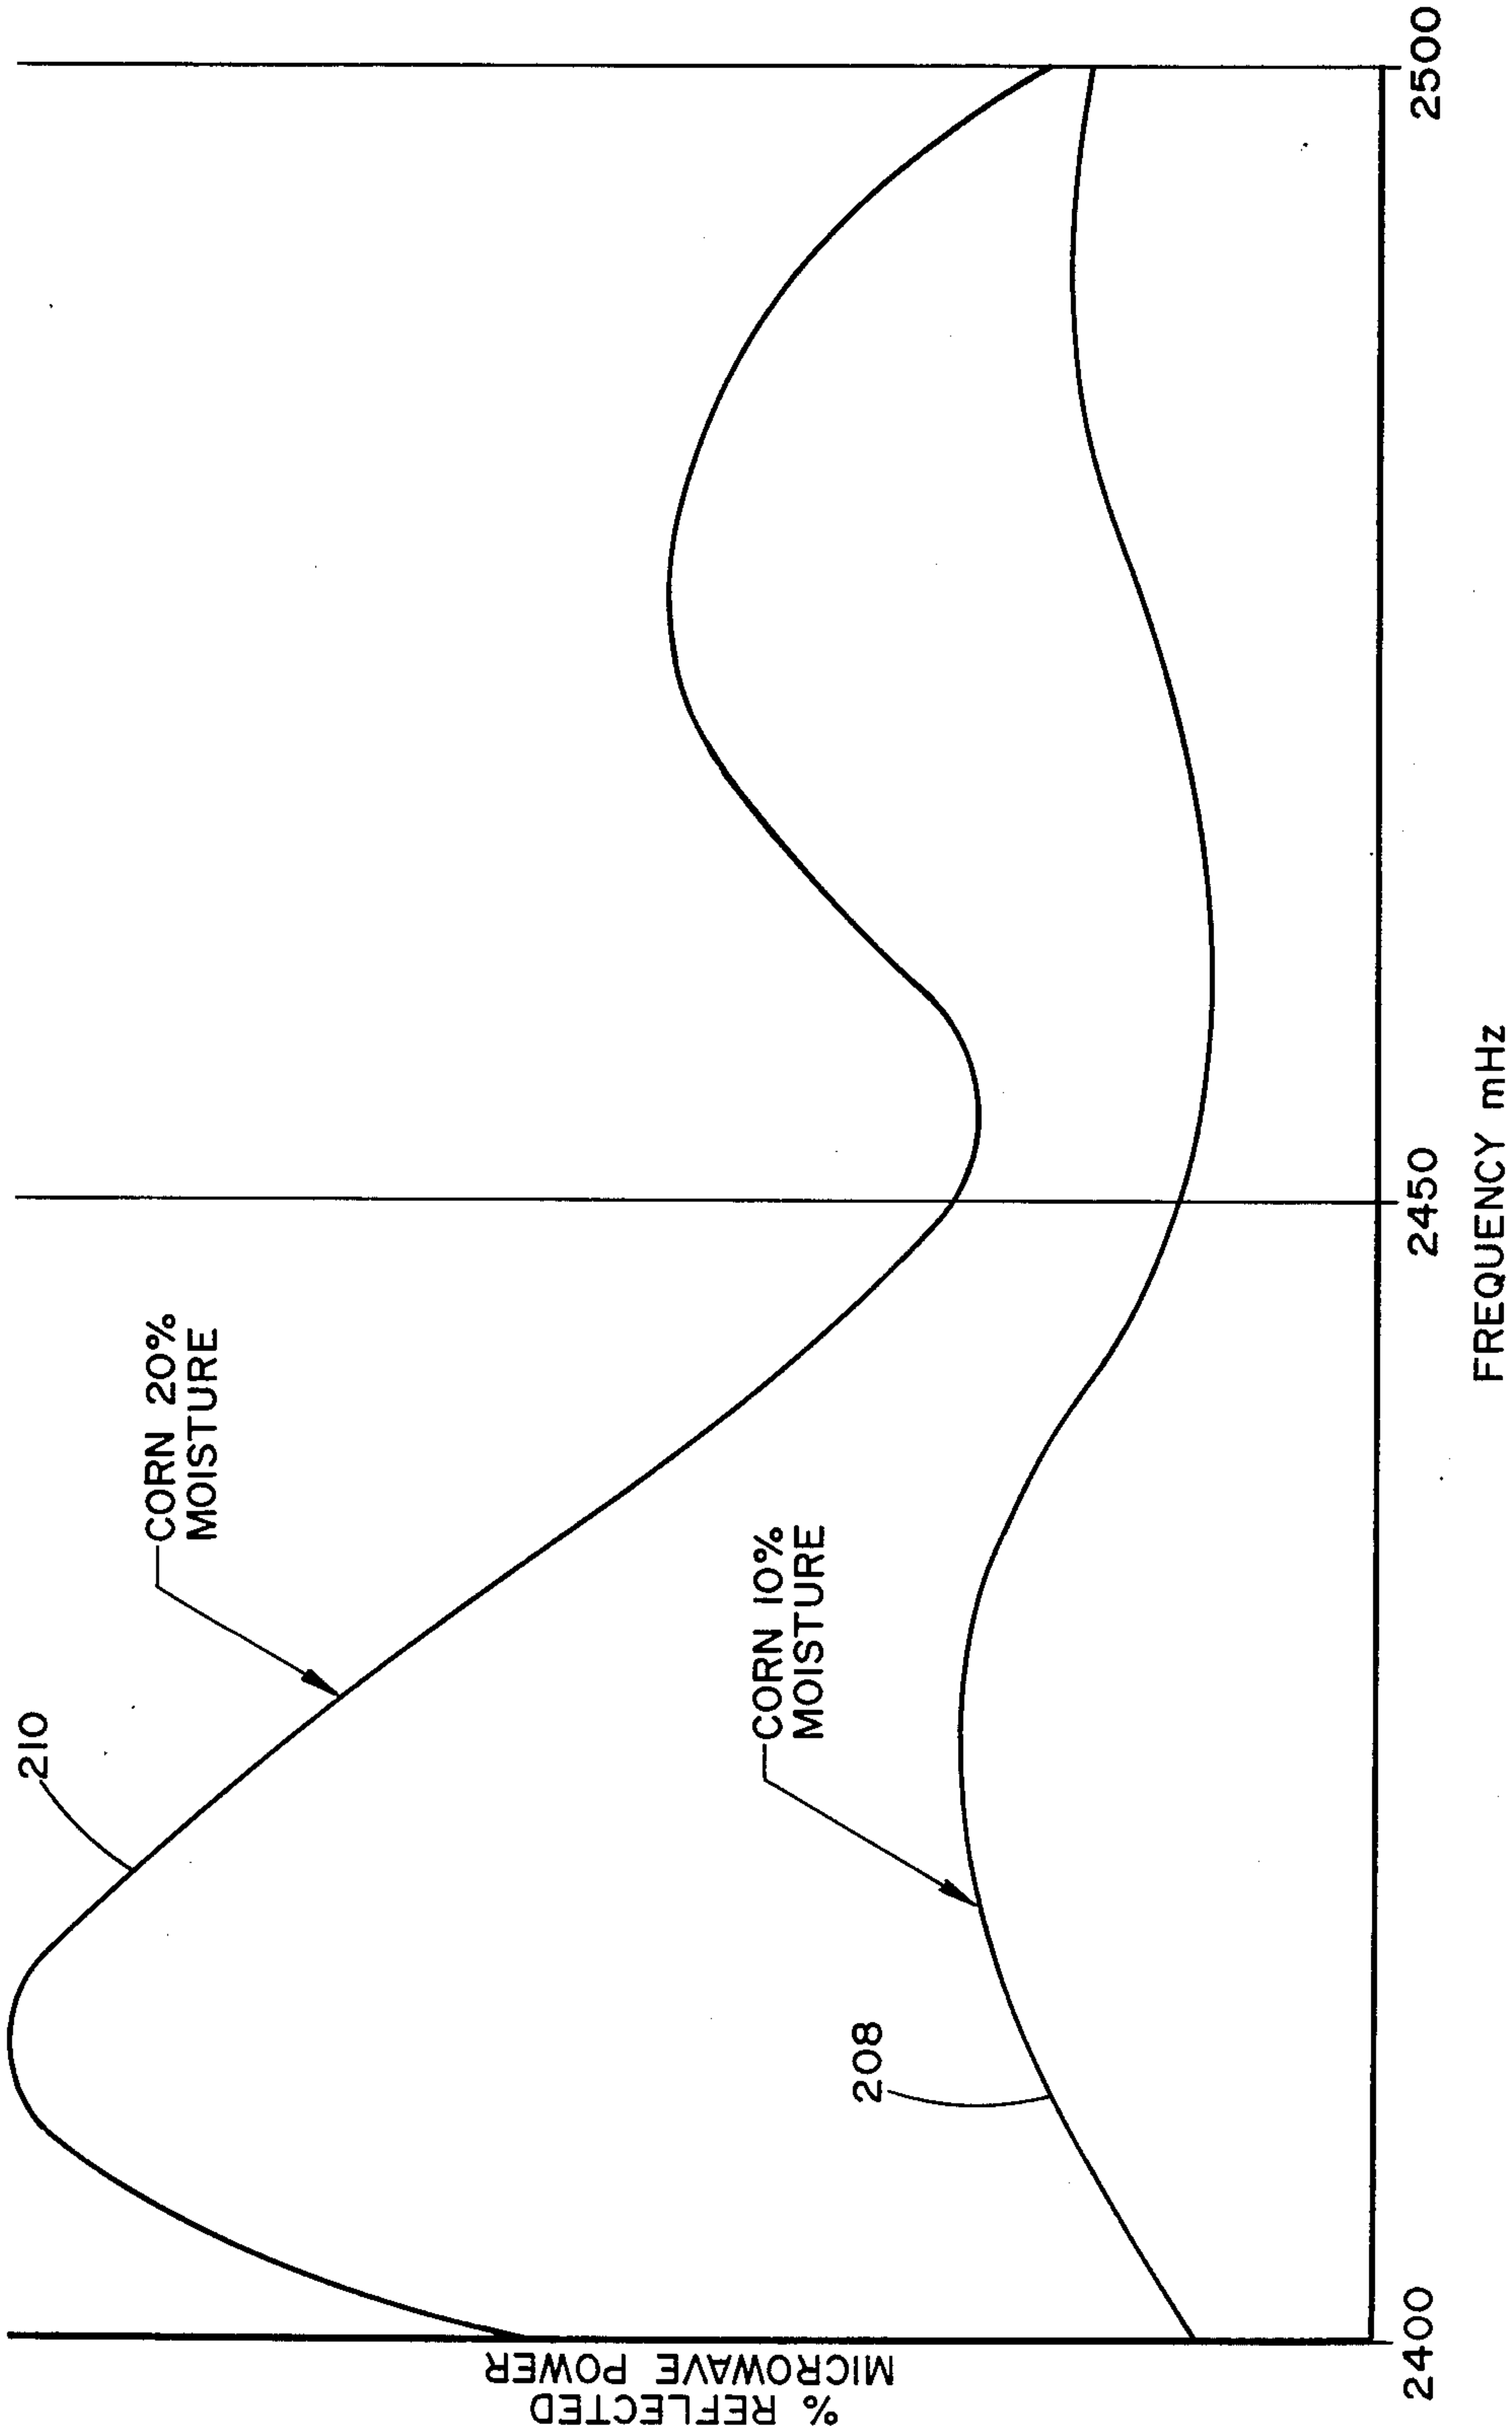 210
CORN 20%
MOISTURE
CORN 10%
MOISTURE
208
% REFLECTED
MICROWAVE POWER
2400
2450
2500
FREQUENCY mHz